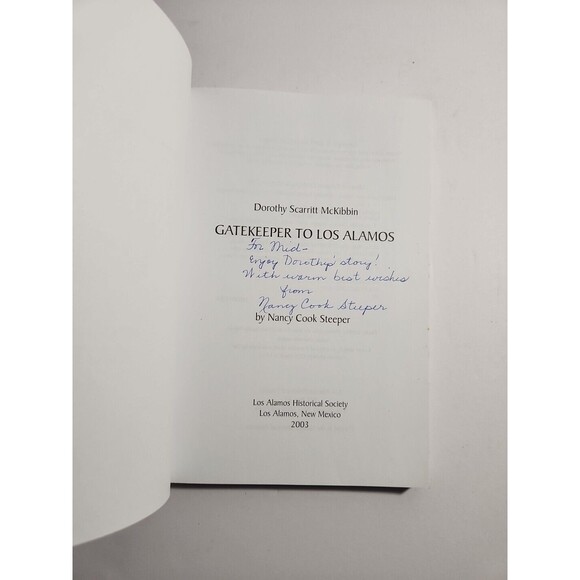 Dorothy Scarritt McKibbin
GATEKEEPER TO LOS ALAMOS
For Mid-
Enjoy Dorothy's story!
With warm best wishes
from
Nancy Cook Steeper
by Nancy Cook Steeper
Los Alamos Historical Society
Los Alamos, New Mexico
2003